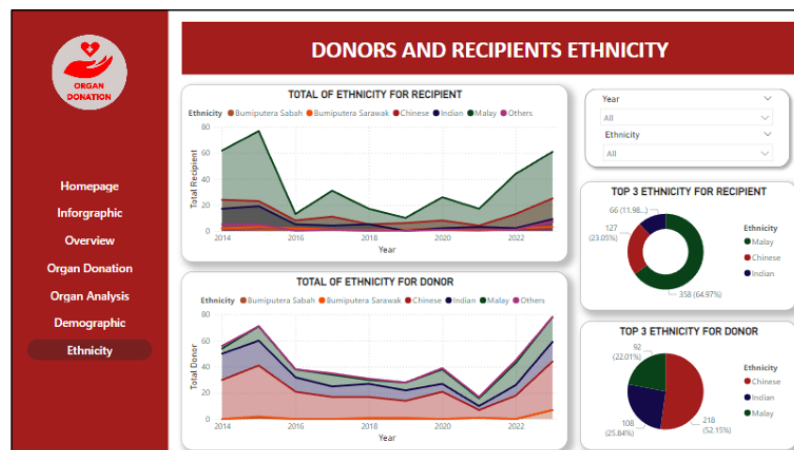 ORGAN
DONATION
Homepage
Inforgraphic
Overview
Organ Donation
Organ Analysis
Demographic
Ethnicity
DONORS AND RECIPIENTS ETHNICITY
TOTAL OF ETHNICITY FOR RECIPIENT
Ethnicity Bumiputera Sabah Bumiputera Sarawak Chinese Indian Malay Others
Total Recipient
80
60
40
20
0
2014 2016 2018 2020 2022
Year
TOTAL OF ETHNICITY FOR DONOR
Ethnicity Bumiputera Sabah Bumiputera Sarawak Chinese Indian Malay Others
Total Donor
80
60
40
20
0
2014 2016 2018 2020 2022
Year
Year
All
Ethnicity
All
TOP 3 ETHNICITY FOR RECIPIENT
66 (11.98...)
127
(23.05%)
358 (64.97%)
Ethnicity
Malay
Chinese
Indian
TOP 3 ETHNICITY FOR DONOR
92
(22.01%)
108
(25.84%)
218
(52.15%)
Ethnicity
Chinese
Indian
Malay